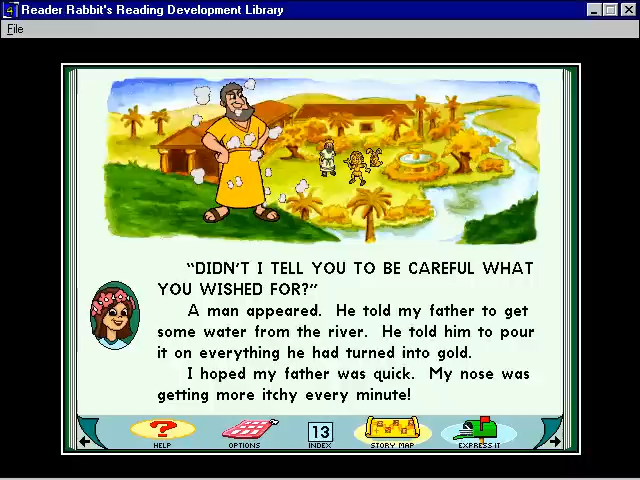 Reader Rabbit's Reading Development Library
File
"DIDN'T I TELL YOU TO BE CAREFUL WHAT
YOU WISHED FOR?"
A man appeared. He told my father to get
some water from the river. He told him to pour
it on everything he had turned into gold.
I hoped my father was quick. My nose was
getting more itchy every minute!
?
13
HELP
OPTIONS
INDEX
STORY MAP
EXPRESS IT